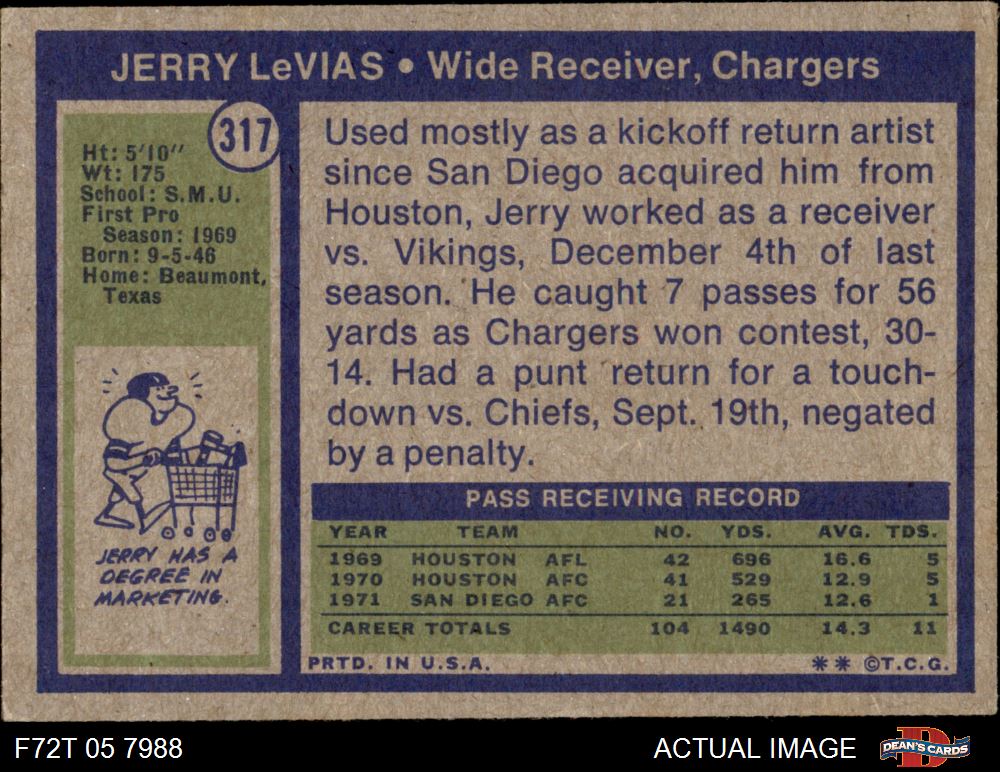 JERRY LeVIAS • Wide Receiver, Chargers
317
Ht: 5'10"
Wt: 175
School: S.M.U.
First Pro
Season: 1969
Born: 9-5-46
Home: Beaumont,
Texas
JERRY HAS A
DEGREE IN
MARKETING.
Used mostly as a kickoff return artist
since San Diego acquired him from
Houston, Jerry worked as a receiver
vs. Vikings, December 4th of last
season. He caught 7 passes for 56
yards as Chargers won contest, 30-
14. Had a punt return for a touch-
down vs. Chiefs, Sept. 19th, negated
by a penalty.
PASS RECEIVING RECORD
YEAR TEAM NO. YDS. AVG. TDS.
1969 HOUSTON AFL 42 696 16.6 5
1970 HOUSTON AFC 41 529 12.9 5
1971 SAN DIEGO AFC 21 265 12.6 1
CAREER TOTALS 104 1490 14.3 11
PRTD. IN U.S.A. ** ©T.C.G.
F72T 05 7988 ACTUAL IMAGE DEAN'S CARDS